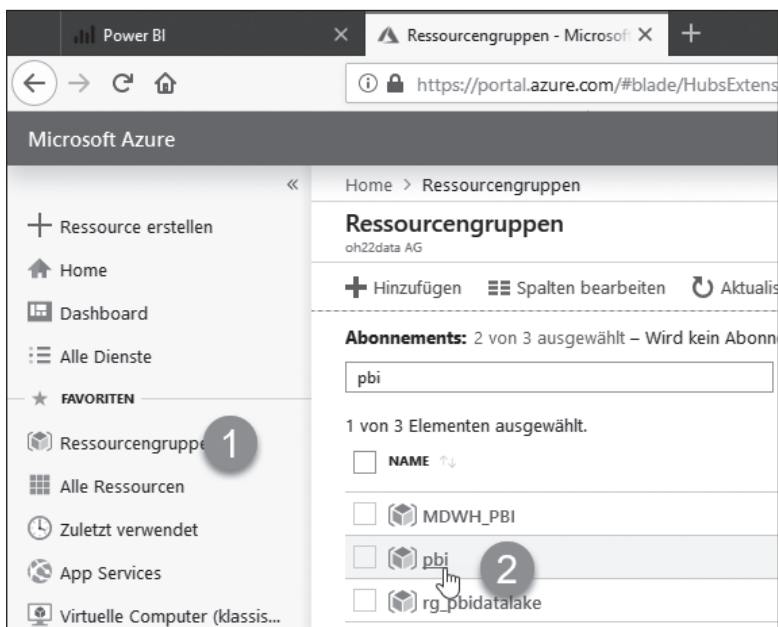 Power BI
Ressourcengruppen - Microsoft
https://portal.azure.com/#blade/HubsExtens
Microsoft Azure
Ressource erstellen
Home
Dashboard
Alle Dienste
FAVORITEN
Ressourcengruppe 1
Alle Ressourcen
Zuletzt verwendet
App Services
Virtuelle Computer (klassis...
Home > Ressourcengruppen
Ressourcengruppen
oh22data AG
Hinzufügen Spalten bearbeiten Aktualis
Abonnements: 2 von 3 ausgewählt – Wird kein Abonn
pbi
1 von 3 Elementen ausgewählt.
NAME
MDWH_PBI
pbi 2
rg_pbidatalake